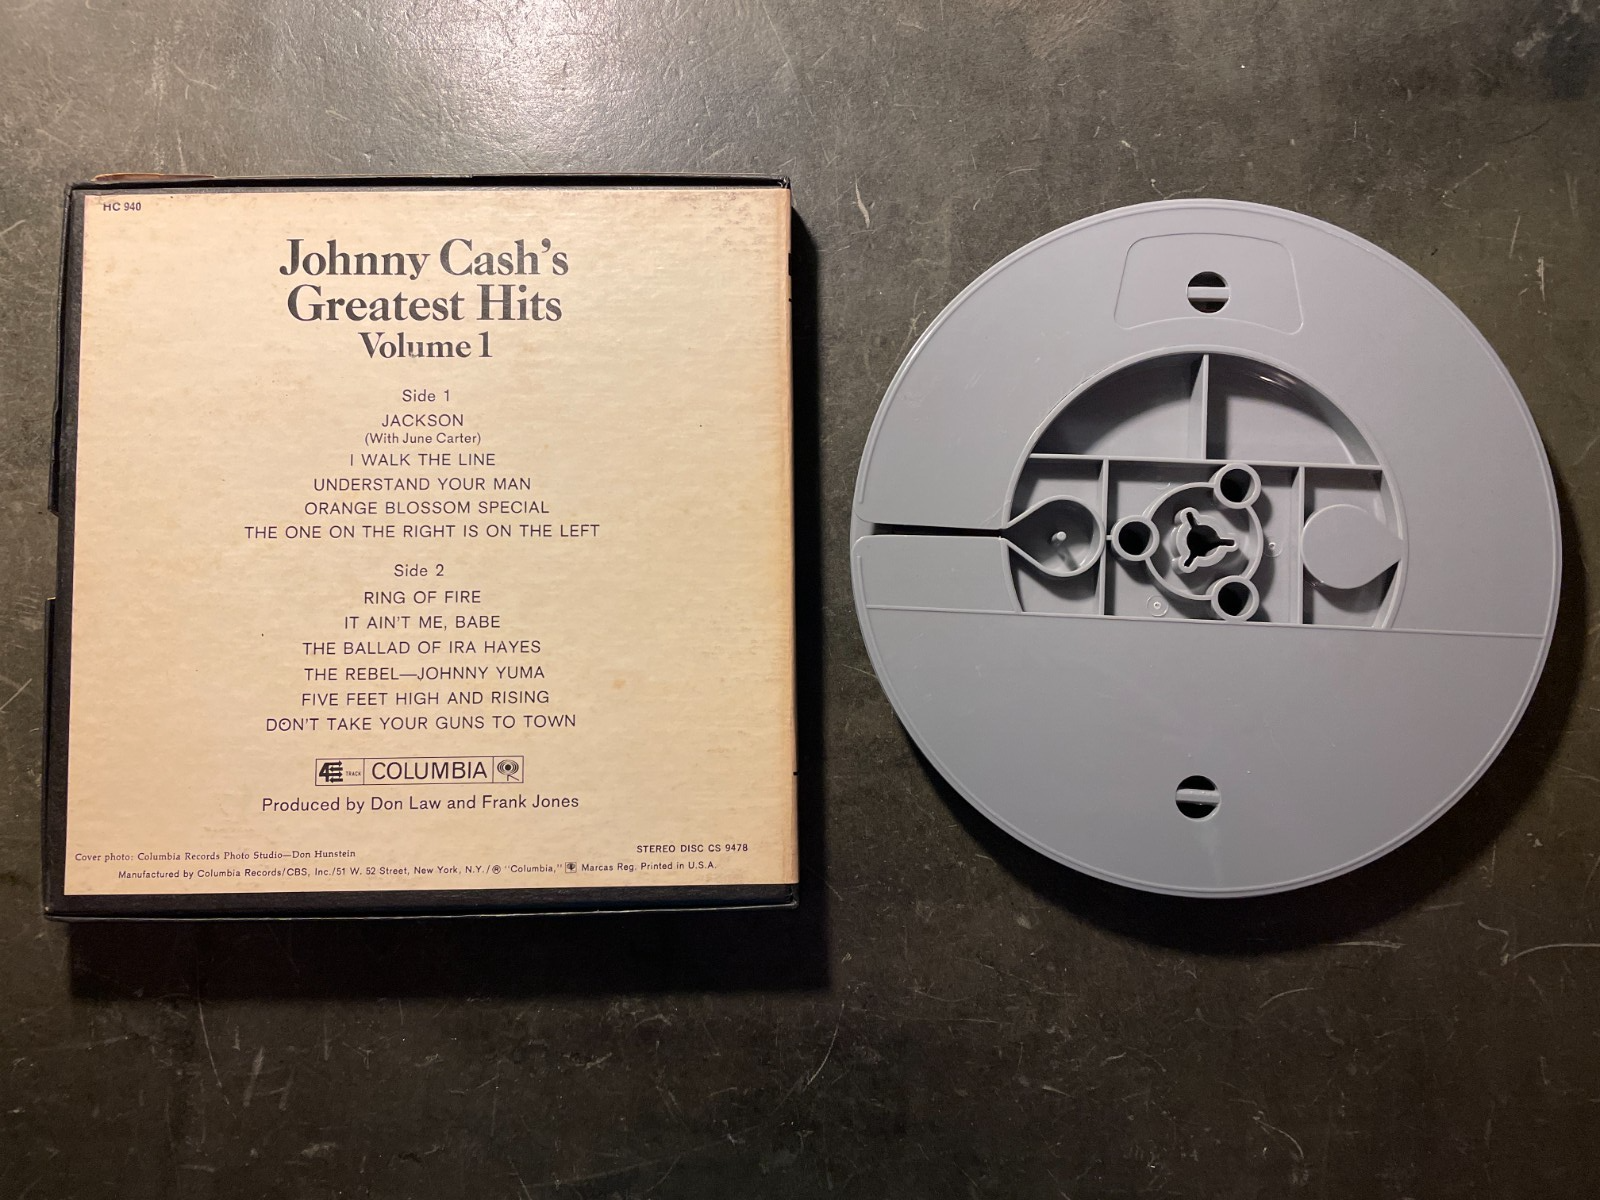 HC 940
Johnny Cash's
Greatest Hits
Volume 1
Side 1
JACKSON
(With June Carter)
I WALK THE LINE
UNDERSTAND YOUR MAN
ORANGE BLOSSOM SPECIAL
THE ONE ON THE RIGHT IS ON THE LEFT
Side 2
RING OF FIRE
IT AIN'T ME, BABE
THE BALLAD OF IRA HAYES
THE REBEL—JOHNNY YUMA
FIVE FEET HIGH AND RISING
DON'T TAKE YOUR GUNS TO TOWN
4 TRACK COLUMBIA
Produced by Don Law and Frank Jones
STEREO DISC CS 9478
Cover photo: Columbia Records Photo Studio—Don Hunstein
Manufactured by Columbia Records/CBS, Inc./51 W. 52 Street, New York, N.Y./® "Columbia," Marcas Reg. Printed in U.S.A.